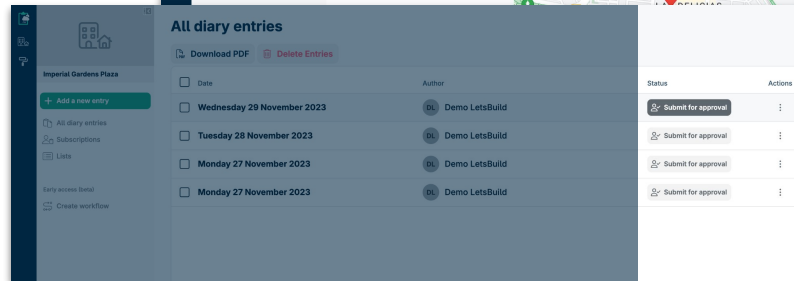 LAS DELICIAS
All diary entries
Download PDF
Delete Entries
Imperial Gardens Plaza
+ Add a new entry
All diary entries
Subscriptions
Lists
Early access (beta)
Create workflow
Date Author Status Actions
Wednesday 29 November 2023 DL Demo LetsBuild Submit for approval
Tuesday 28 November 2023 DL Demo LetsBuild Submit for approval
Monday 27 November 2023 DL Demo LetsBuild Submit for approval
Monday 27 November 2023 DL Demo LetsBuild Submit for approval